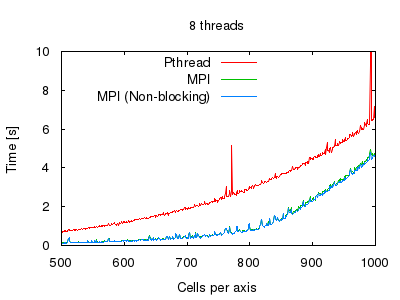 8 threads
Time [s]
10
8
6
4
2
0
Pthread
MPI
MPI (Non-blocking)
500 600 700 800 900 1000
Cells per axis